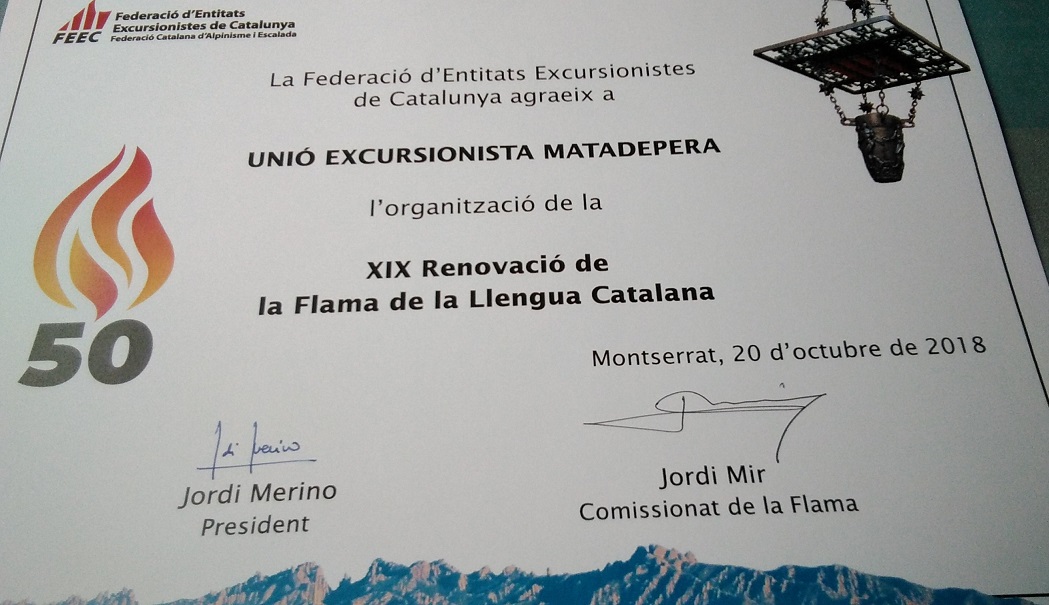 FEEC
Federació d'Entitats
Excursionistes de Catalunya
Federació Catalana d'Alpinisme i Escalada
La Federació d'Entitats Excursionistes
de Catalunya agraeix a
UNIÓ EXCURSIONISTA MATADEPERA
l'organització de la
XIX Renovació de
la Flama de la Llengua Catalana
50
Montserrat, 20 d'octubre de 2018
Jordi Merino
President
Jordi Mir
Comissionat de la Flama